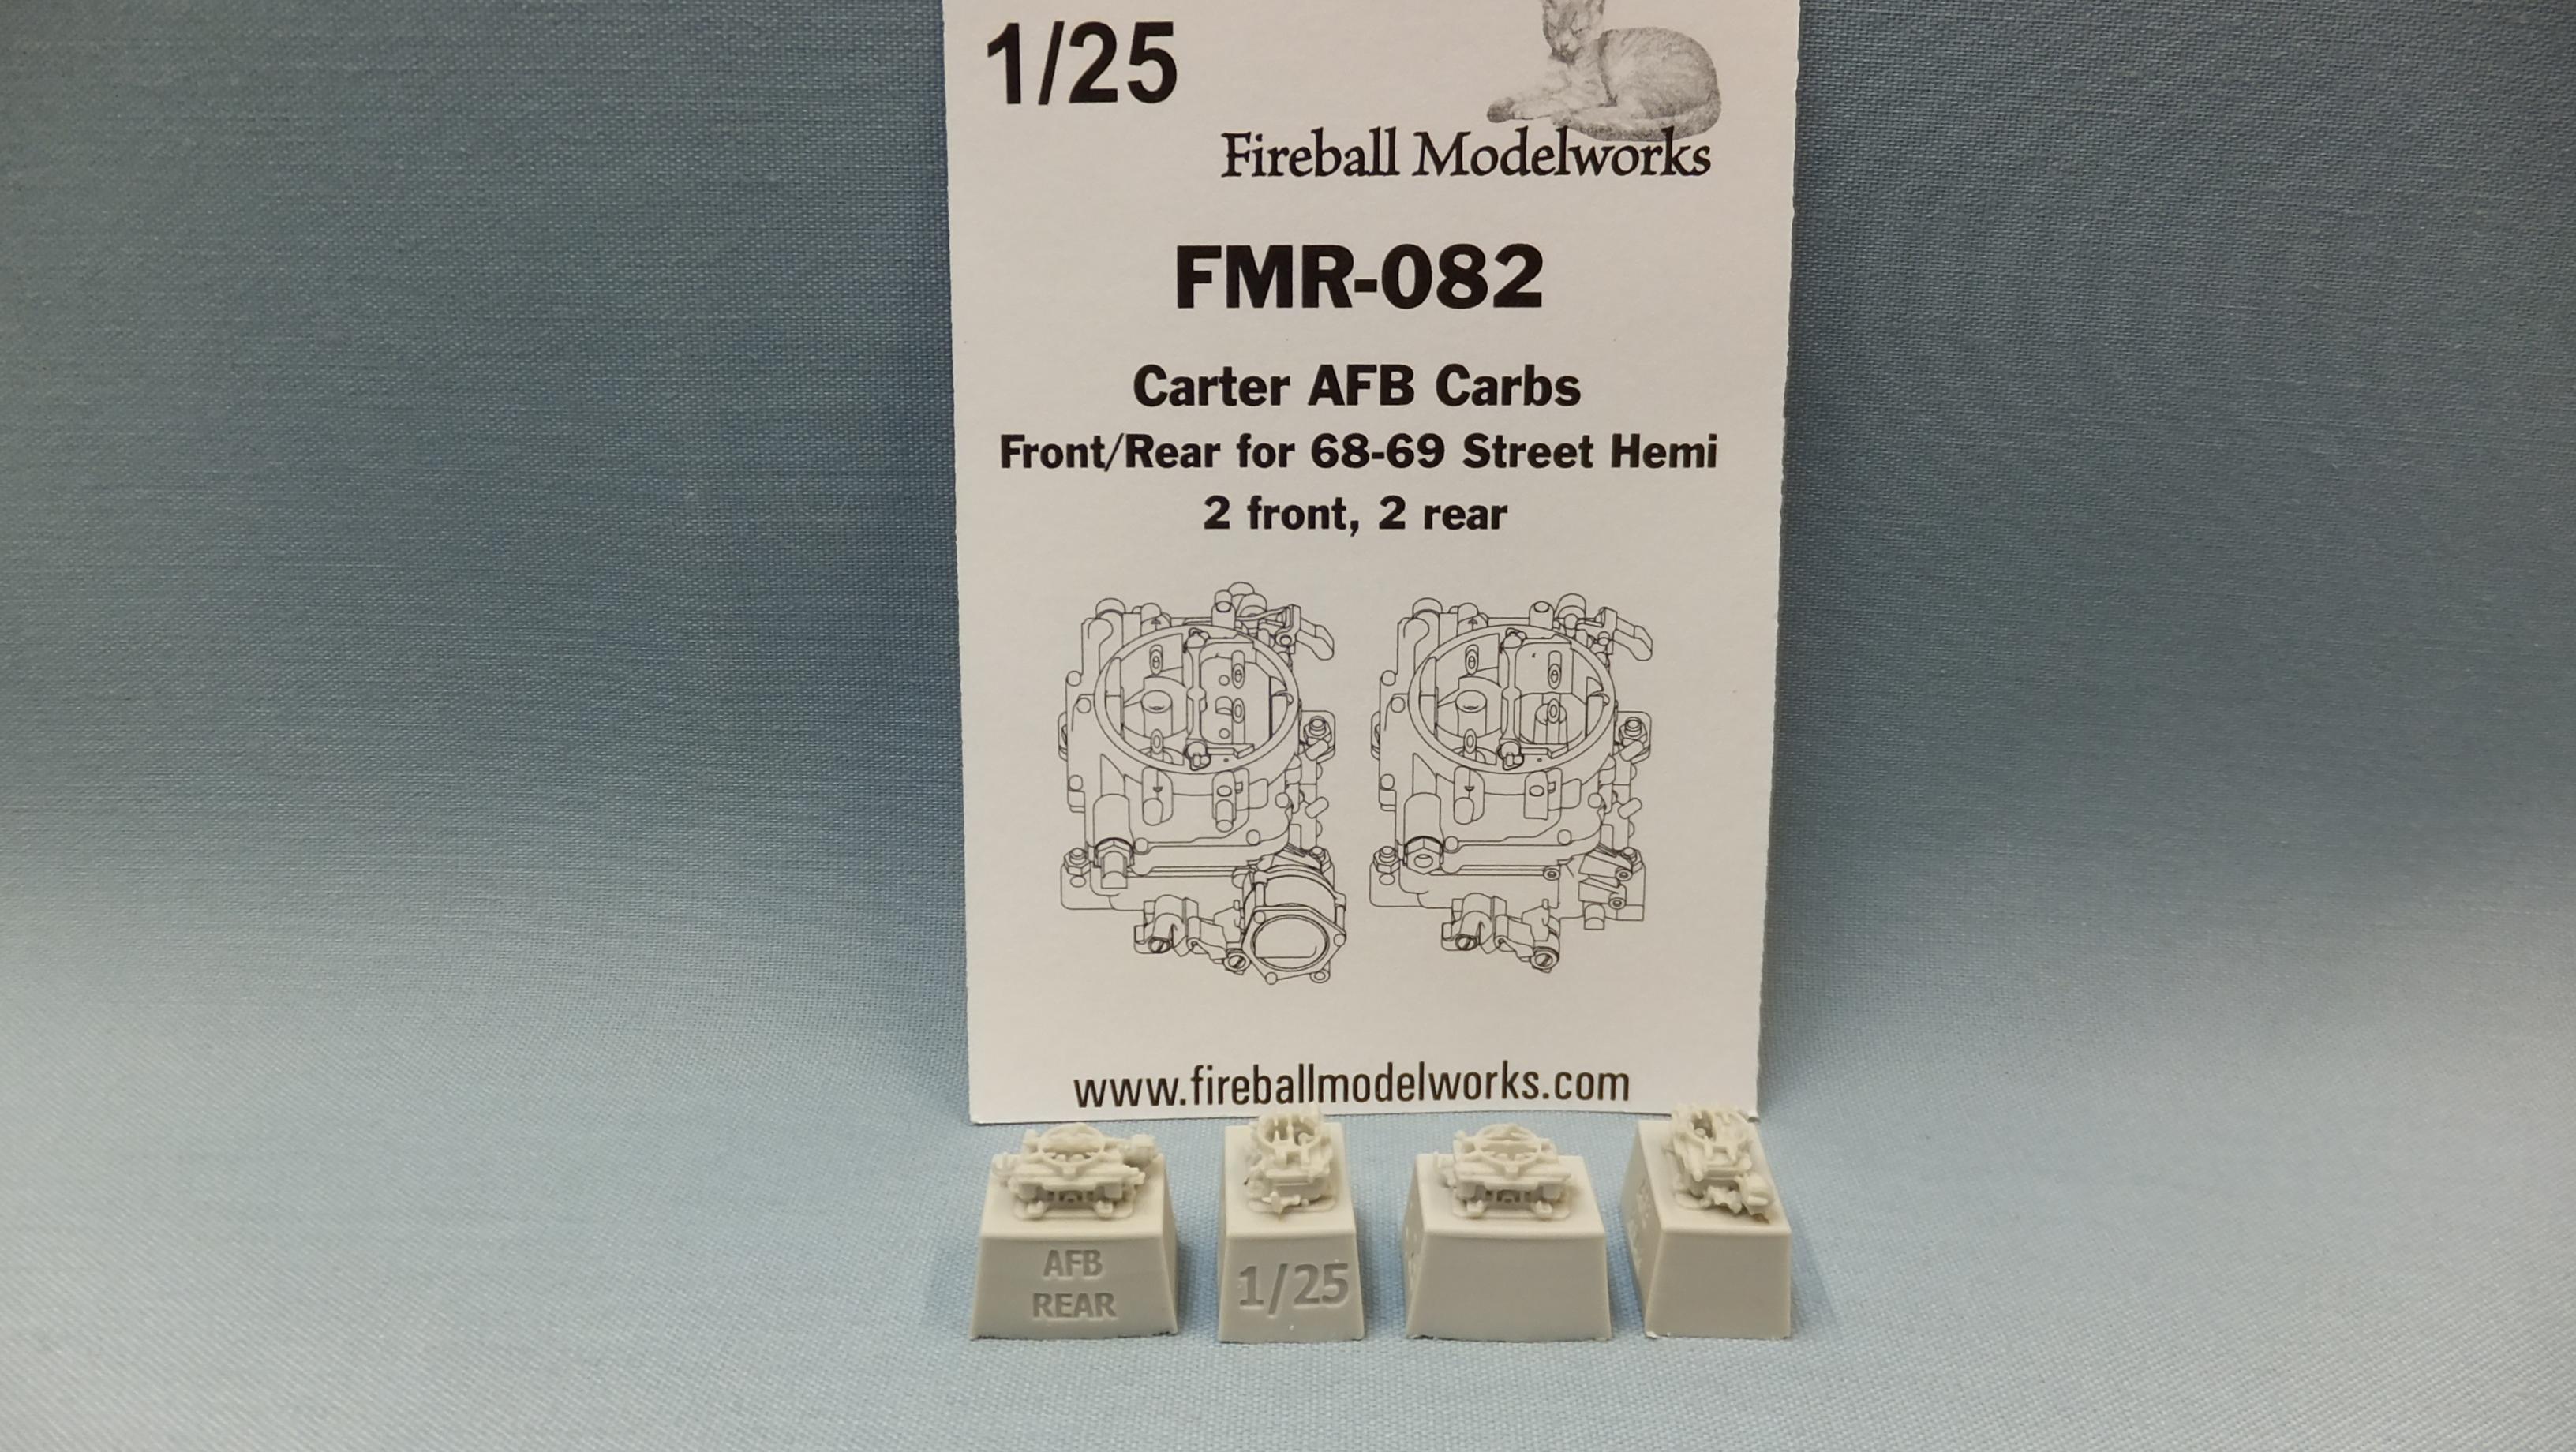 1/25
Fireball Modelworks
FMR-082
Carter AFB Carbs
Front/Rear for 68-69 Street Hemi
2 front, 2 rear
www.fireballmodelworks.com
AFB
REAR
1/25